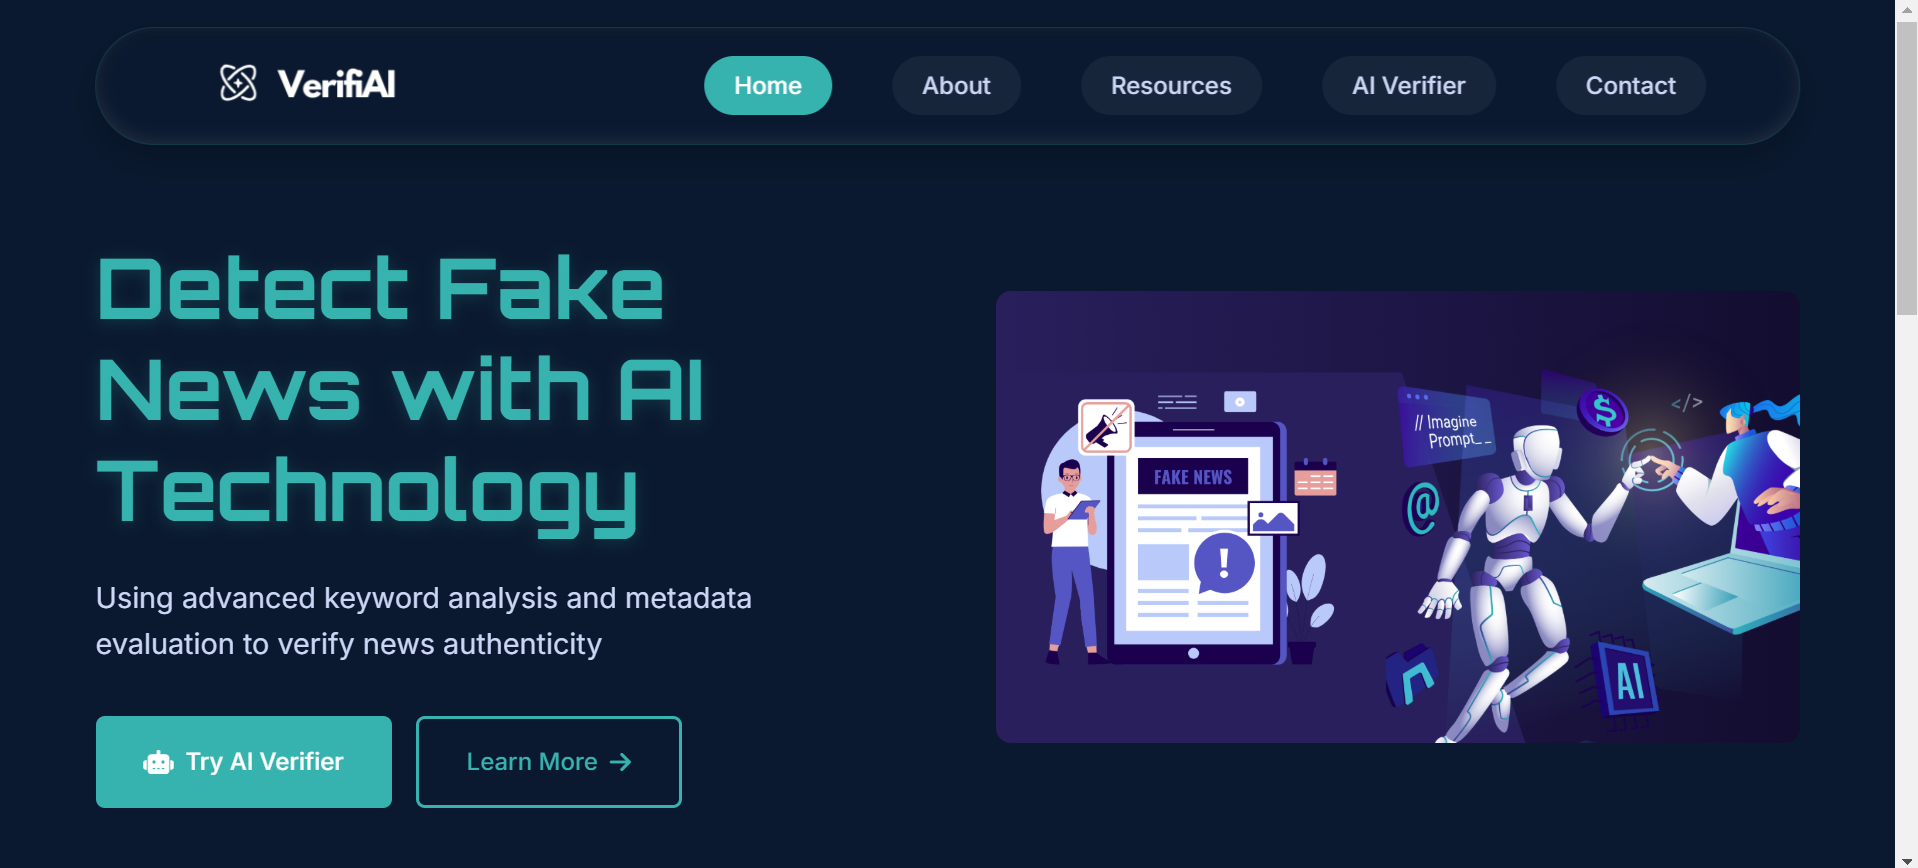 VerifiAI
Home
About
Resources
AI Verifier
Contact
Detect Fake
News with AI
Technology
Using advanced keyword analysis and metadata
evaluation to verify news authenticity
Try AI Verifier
Learn More →
FAKE NEWS
!
// Imagine
Prompt_ _
$
</>
@
AI